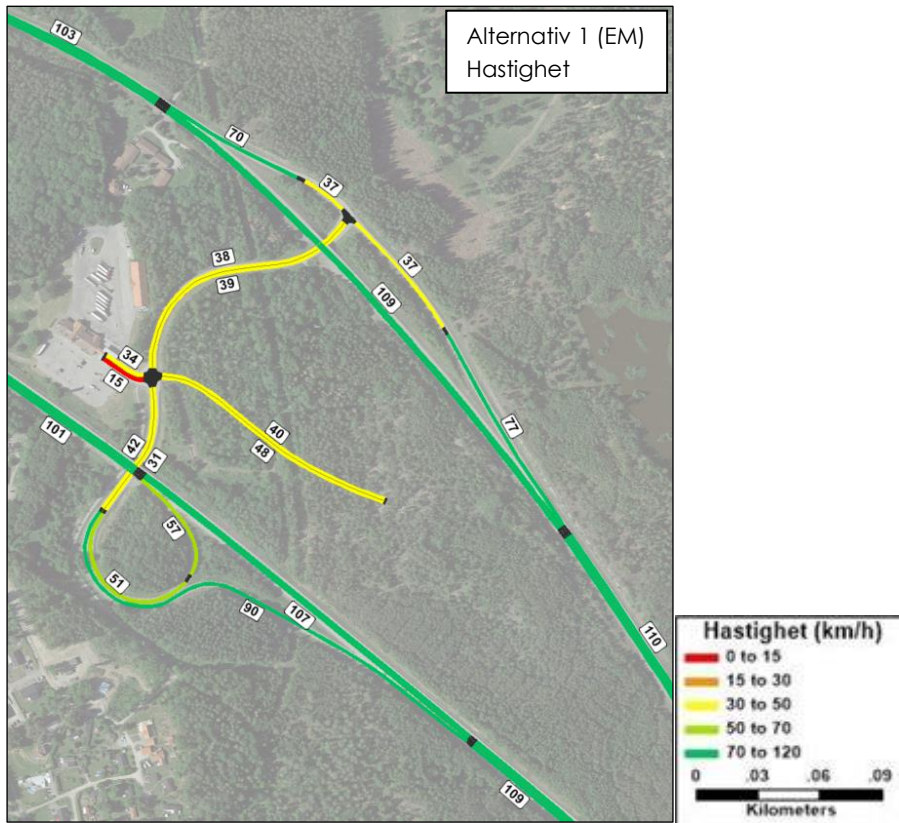 Alternativ 1 (EM)
Hastighet
103
70
37
38
39
37
109
34
15
101
42
31
40
48
77
57
51
90
107
110
109
Hastighet (km/h)
0 to 15
15 to 30
30 to 50
50 to 70
70 to 120
0 .03 .06 .09
Kilometers